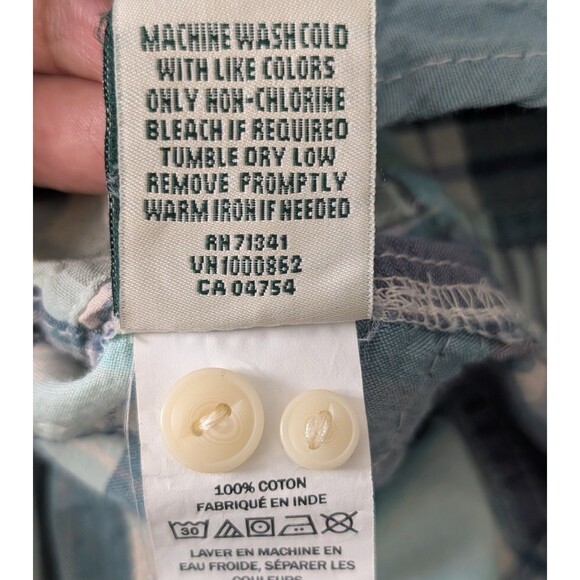 MACHINE WASH COLD
WITH LIKE COLORS
ONLY NON-CHLORINE
BLEACH IF REQUIRED
TUMBLE DRY LOW
REMOVE PROMPTLY
WARM IRON IF NEEDED
RN 71341
VN1000862
CA 04754
100% COTON
FABRIQUÉ EN INDE
30
LAVER EN MACHINE EN
EAU FROIDE, SÉPARER LES
COULEURS